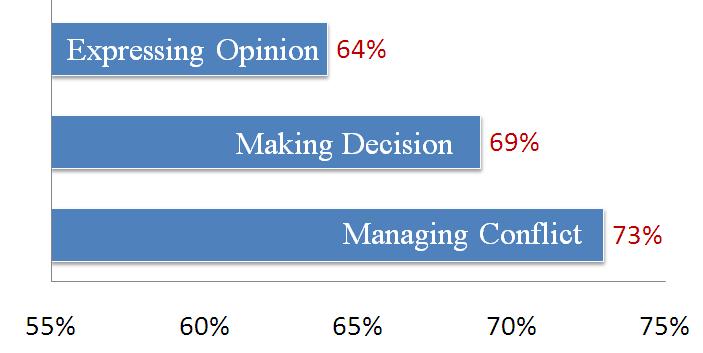 Expressing Opinion 64%
Making Decision 69%
Managing Conflict 73%
55% 60% 65% 70% 75%